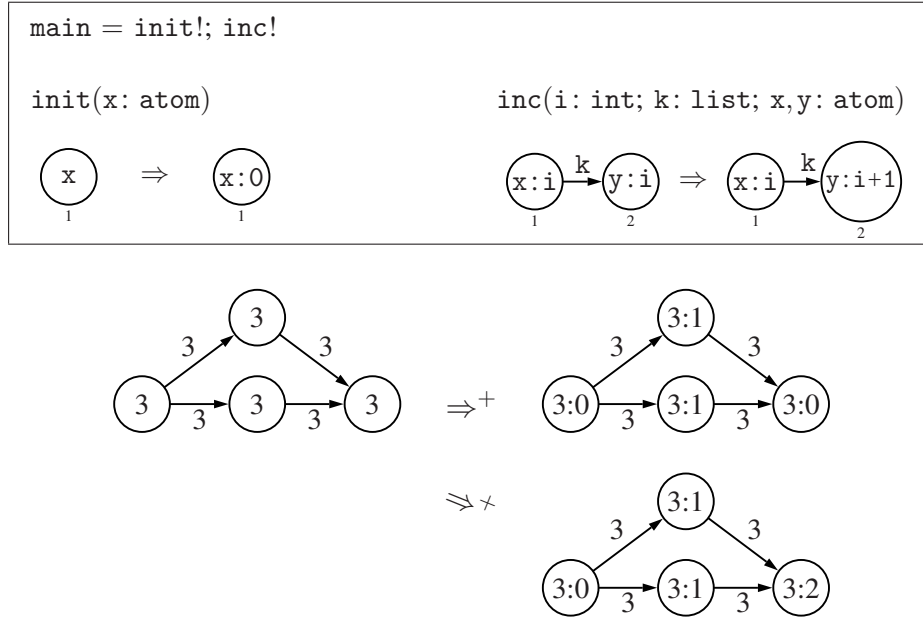 main = init!; inc!
init(x: atom)
inc(i: int; k: list; x,y: atom)
x ⇒ x:0
1 1
x:i k y:i ⇒ x:i k y:i+1
1 2 1 2
3
3 3
3 3 3
3 3
⇒+
3:1
3 3
3:0 3:1 3:0
3 3
⇒+
3:1
3 3
3:0 3:1 3:2
3 3